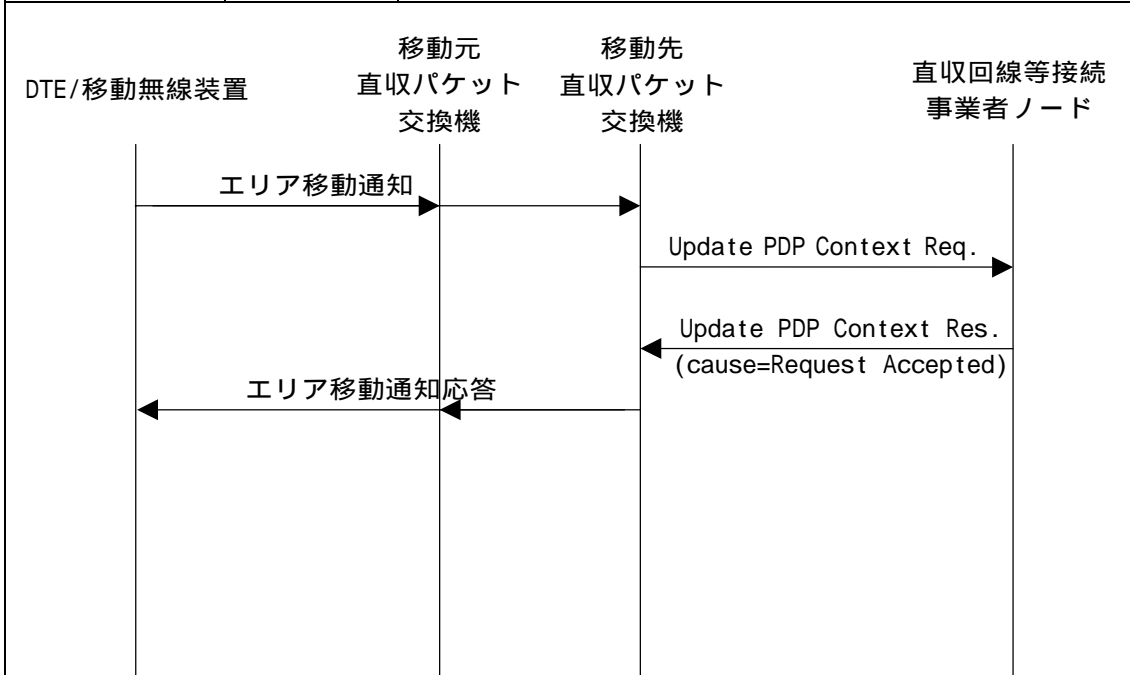 DTE/移動無線装置
移動元
直収パケット
交換機
移動先
直収パケット
交換機
直収回線等接続
事業者ノード
エリア移動通知
Update PDP Context Req.
Update PDP Context Res.
(cause=Request Accepted)
エリア移動通知応答